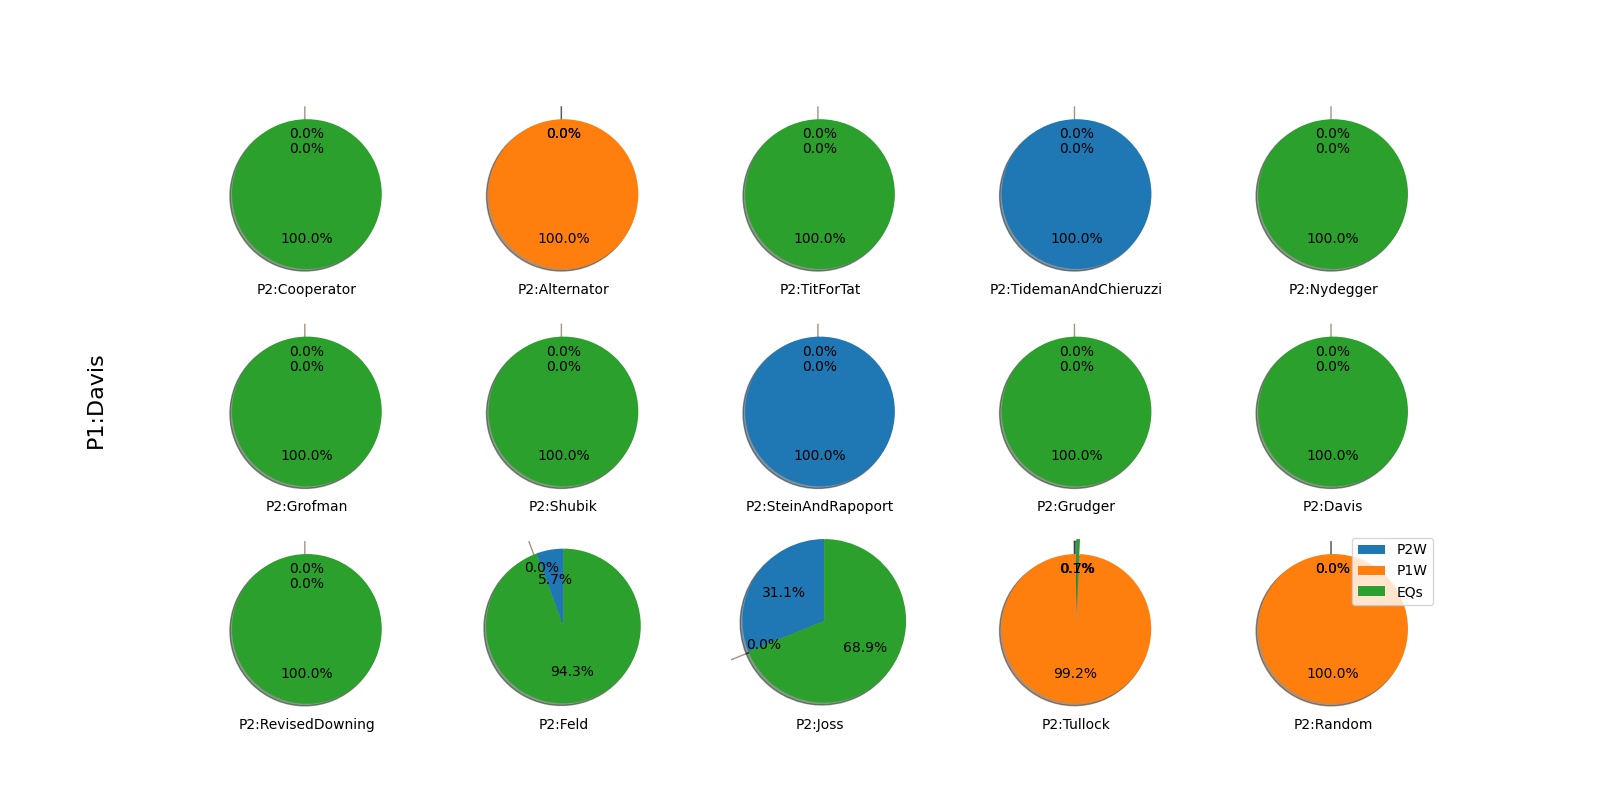 0.0%
0.0%
100.0%
P2:Cooperator
0.0%
100.0%
P2:Alternator
0.0%
0.0%
100.0%
P2:TitForTat
0.0%
0.0%
100.0%
P2:TidemanAndChieruzzi
0.0%
0.0%
100.0%
P2:Nydegger
P1:Davis
0.0%
0.0%
100.0%
P2:Grofman
0.0%
0.0%
100.0%
P2:Shubik
0.0%
0.0%
100.0%
P2:SteinAndRapoport
0.0%
0.0%
100.0%
P2:Grudger
0.0%
0.0%
100.0%
P2:Davis
0.0%
0.0%
100.0%
P2:RevisedDowning
0.0%
5.7%
94.3%
P2:Feld
31.1%
0.0%
68.9%
P2:Joss
99.2%
P2:Tullock
0.0%
100.0%
P2:Random
P2W
P1W
EQs